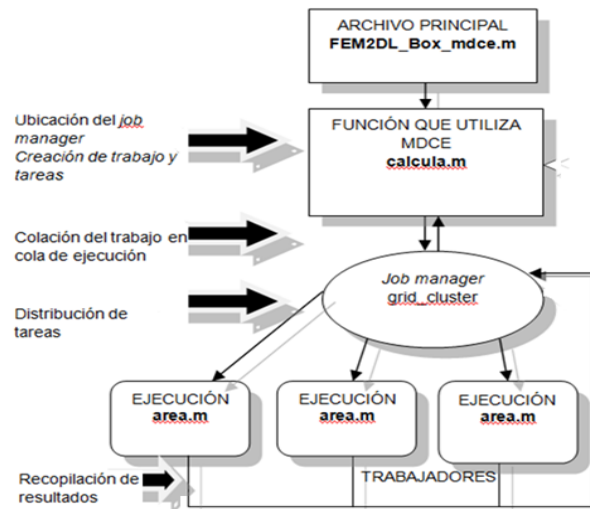 ARCHIVO PRINCIPAL
FEM2DL_Box_mdce.m
Ubicación del job
manager
Creación de trabajo y
tareas
FUNCIÓN QUE UTILIZA
MDCE
calcula.m
Colación del trabajo en
cola de ejecución
Job manager
grid_cluster
Distribución de
tareas
EJECUCIÓN
area.m
EJECUCIÓN
area.m
EJECUCIÓN
area.m
TRABAJADORES
Recopilación de
resultados